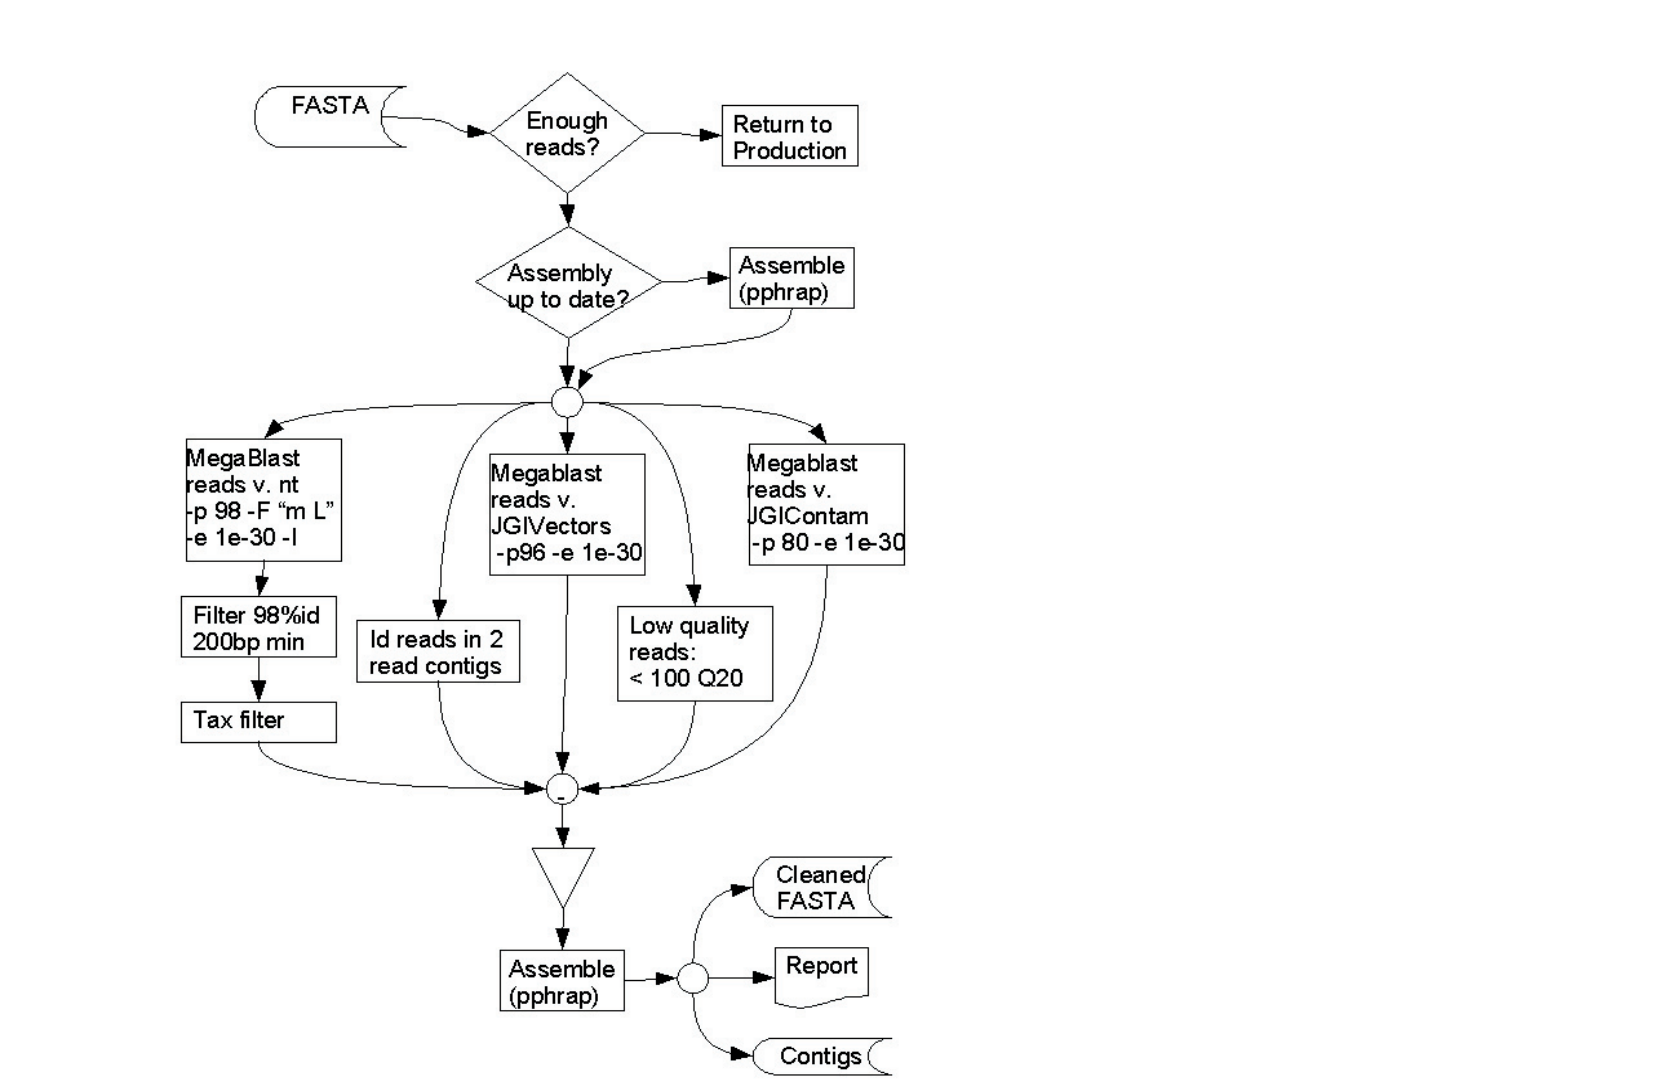 FASTA
Enough
reads?
Return to
Production
Assembly
up to date?
Assemble
(pphrap)
MegaBlast
reads v. nt
-p 98 -F “m L”
-e 1e-30 -I
Megablast
reads v.
JGIVectors
-p96 -e 1e-30
Megablast
reads v.
JGIContam
-p 80 -e 1e-30
Filter 98%id
200bp min
Id reads in 2
read contigs
Low quality
reads:
< 100 Q20
Tax filter
-
Cleaned
FASTA
Assemble
(pphrap)
Report
Contigs